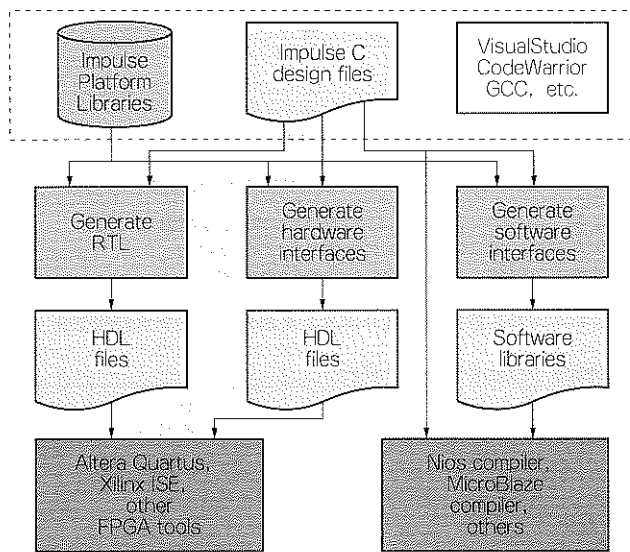 Impulse
Platform
Libraries
Impulse C
design files
VisualStudio
CodeWarrior
GCC, etc.
Generate
RTL
Generate
hardware
interfaces
Generate
software
interfaces
HDL
files
HDL
files
Software
libraries
Altera Quartus,
Xilinx ISE,
other
FPGA tools
Nios compiler,
MicroBlaze
compiler,
others